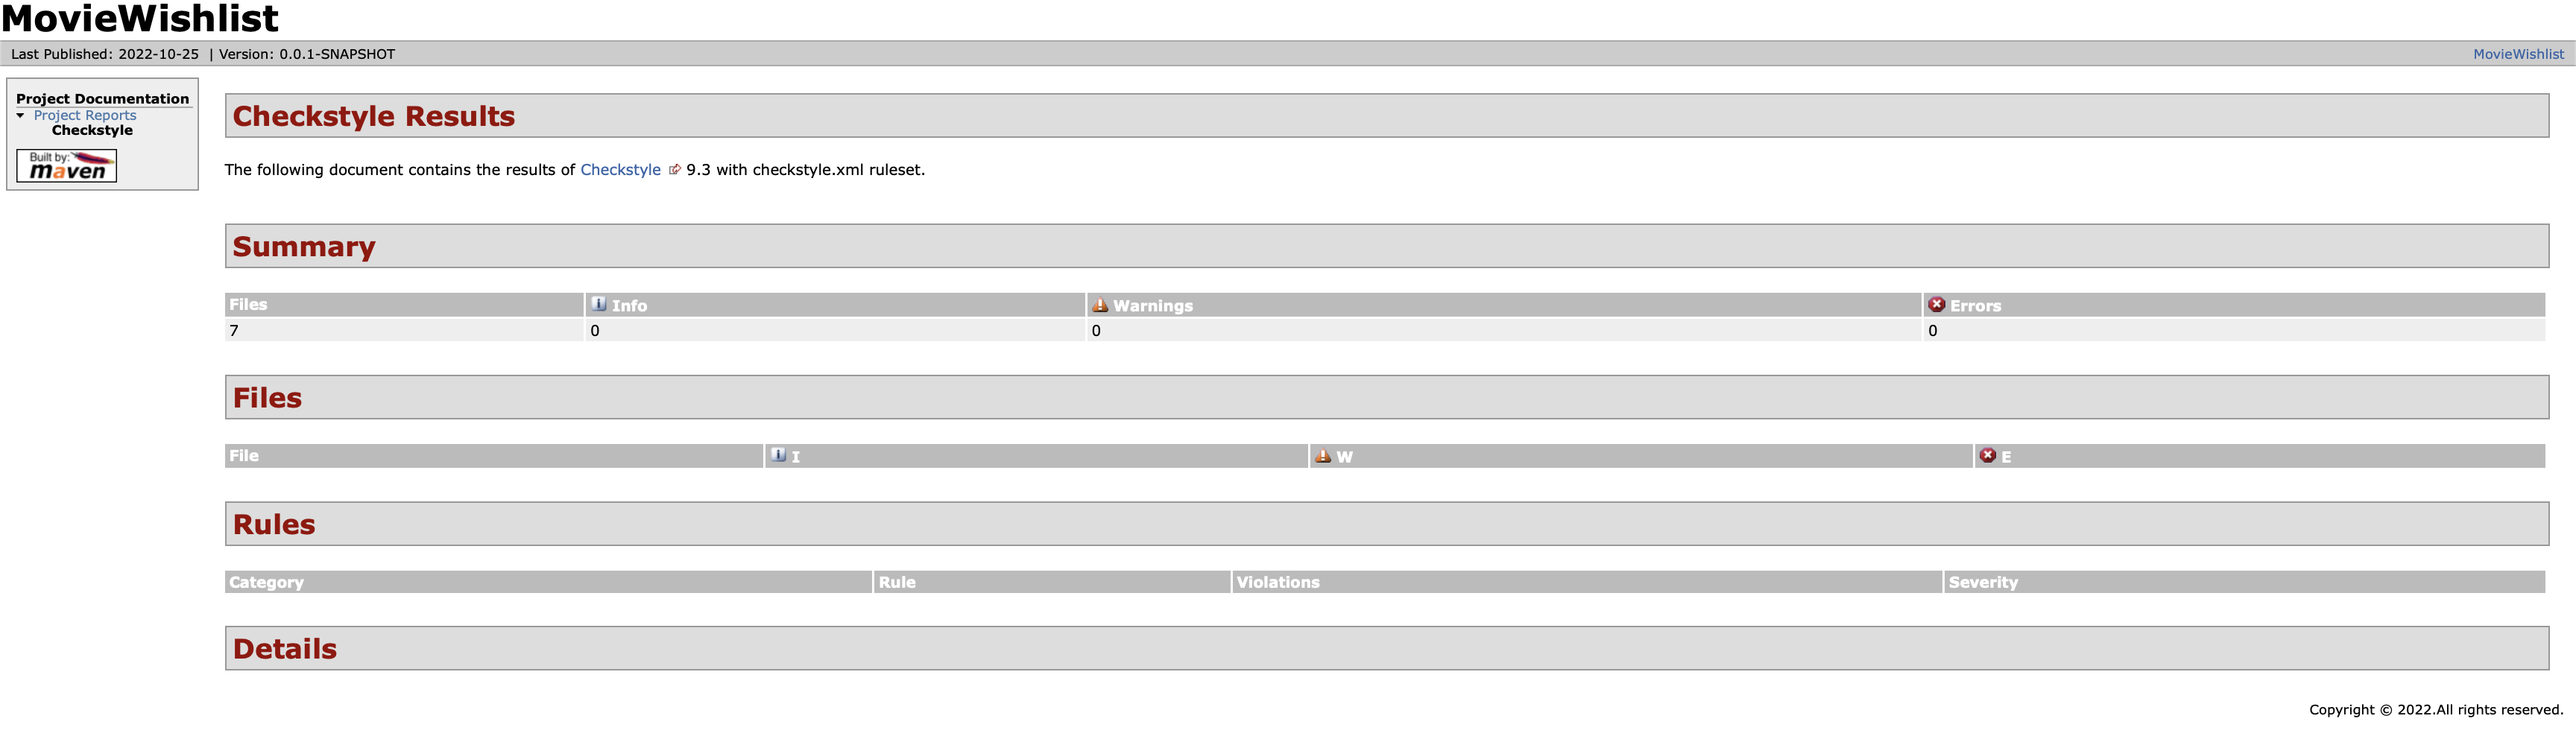 MovieWishlist
Last Published: 2022-10-25 | Version: 0.0.1-SNAPSHOT MovieWishlist
Project Documentation
Project Reports
Checkstyle
Built by:
maven
Checkstyle Results
The following document contains the results of Checkstyle 9.3 with checkstyle.xml ruleset.
Summary
Files Info Warnings Errors
7 0 0 0
Files
File I W E
Rules
Category Rule Violations Severity
Details
Copyright © 2022.All rights reserved.